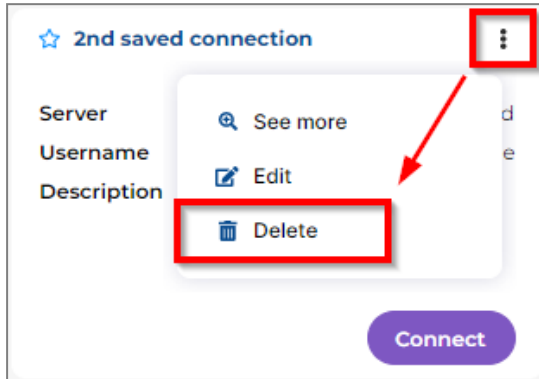 2nd saved connection
Server
d
See more
Username
e
Edit
Description
Delete
Connect